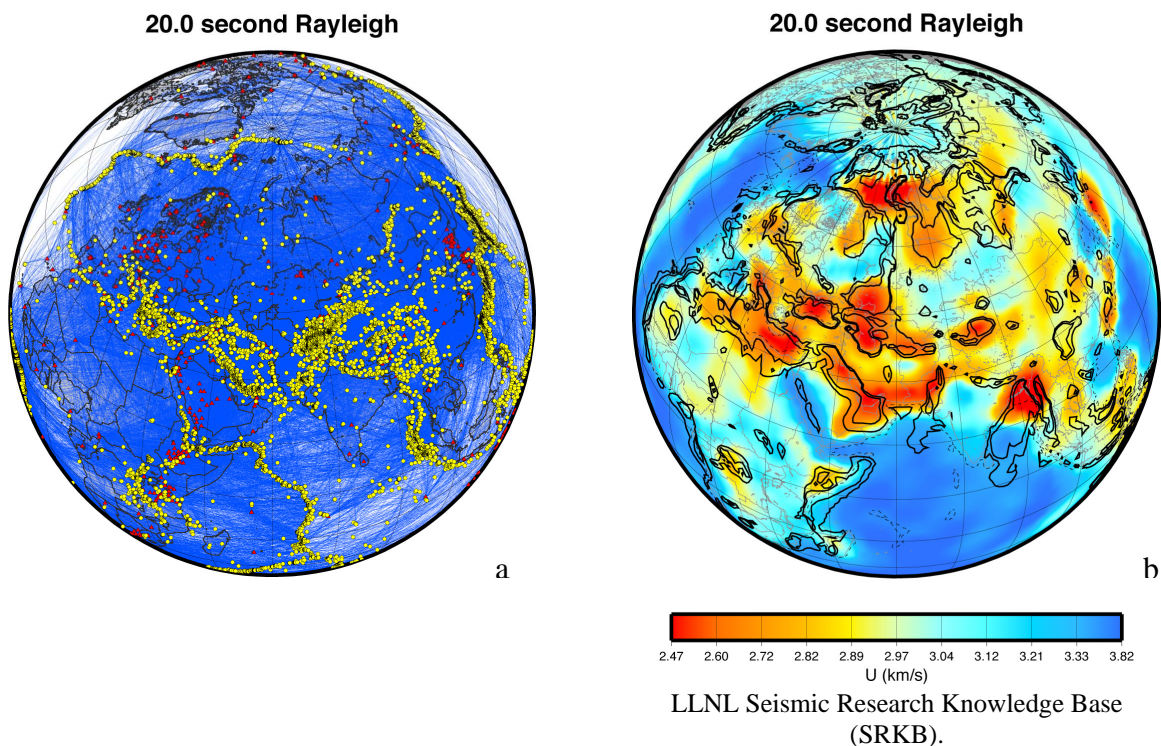 20.0 second Rayleigh
a
20.0 second Rayleigh
b
2.47 2.60 2.72 2.82 2.89 2.97 3.04 3.12 3.21 3.33 3.82
U (km/s)
LLNL Seismic Research Knowledge Base
(SRKB).